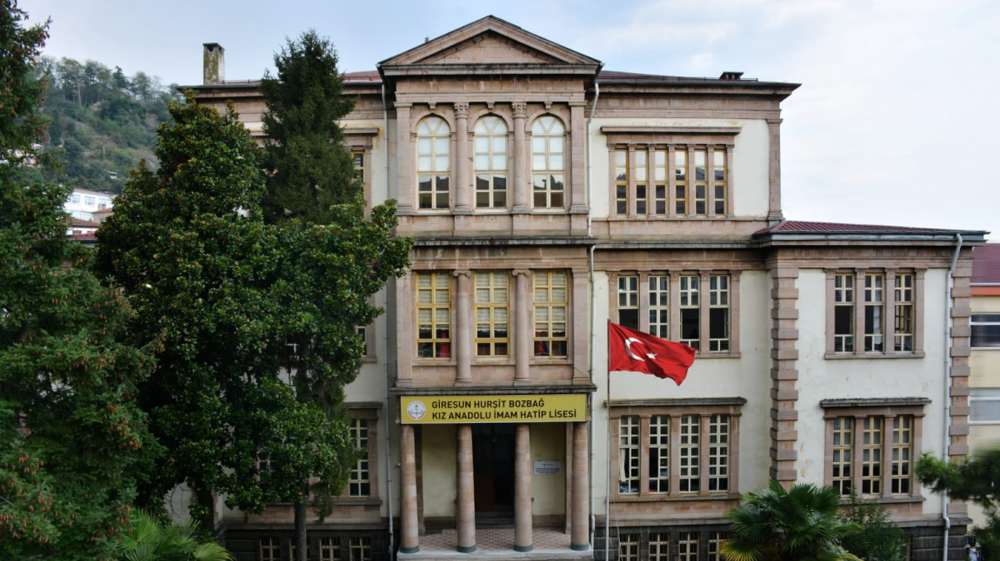 GİRESUN HURŞİT BOZBAĞ
KIZ ANADOLU İMAM HATİP LİSESİ